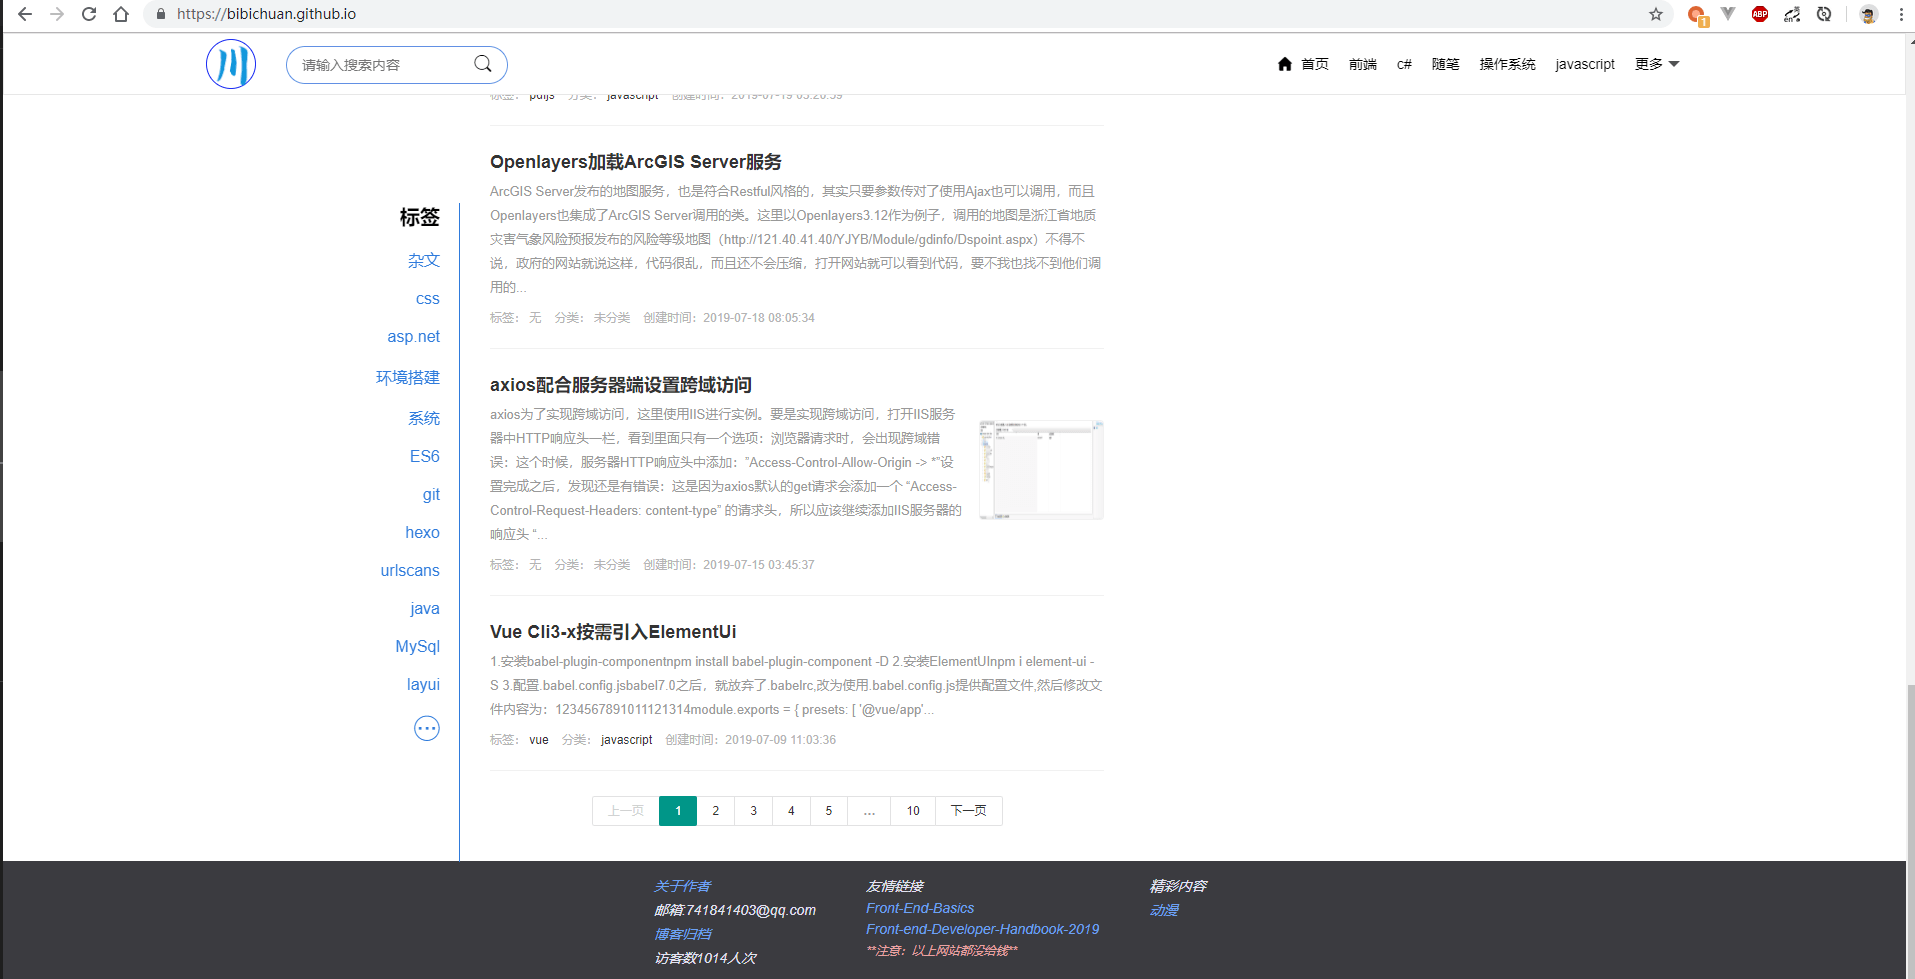 https://bibichuan.github.io
1
ABP
川
请输入搜索内容
首页 前端 c# 随笔 操作系统 javascript 更多
标签： pdfjs 分类： javascript 创建时间：2019-07-19 03:26:39
Openlayers加载ArcGIS Server服务
ArcGIS Server发布的地图服务，也是符合Restful风格的，其实只要参数传对了使用Ajax也可以调用，而且
Openlayers也集成了ArcGIS Server调用的类。这里以Openlayers3.12作为例子，调用的地图是浙江省地质
灾害气象风险预报发布的风险等级地图（http://121.40.41.40/YJYB/Module/gdinfo/Dspoint.aspx）不得不
说，政府的网站就说这样，代码很乱，而且还不会压缩，打开网站就可以看到代码，要不我也找不到他们调
用的...
标签： 无 分类： 未分类 创建时间：2019-07-18 08:05:34
标签
杂文
css
asp.net
环境搭建
系统
ES6
git
hexo
urlscans
java
MySql
layui
axios配合服务器端设置跨域访问
axios为了实现跨域访问，这里使用IIS进行实例。要是实现跨域访问，打开IIS服务
器中HTTP响应头一栏，看到里面只有一个选项：浏览器请求时，会出现跨域错
误：这个时候，服务器HTTP响应头中添加：”Access-Control-Allow-Origin -> *”设
置完成之后，发现还是有错误：这是因为axios默认的get请求会添加一个 “Access-
Control-Request-Headers: content-type” 的请求头，所以应该继续添加IIS服务器的
响应头 “...
标签： 无 分类： 未分类 创建时间：2019-07-15 03:45:37
Vue Cli3-x按需引入ElementUi
1.安装babel-plugin-componentnpm install babel-plugin-component -D 2.安装ElementUInpm i element-ui -
S 3.配置.babel.config.jsbabel7.0之后，就放弃了.babelrc,改为使用.babel.config.js提供配置文件,然后修改文
件内容为：1234567891011121314module.exports = { presets: [ '@vue/app'...
标签： vue 分类： javascript 创建时间：2019-07-09 11:03:36
上一页 1 2 3 4 5 … 10 下一页
关于作者
邮箱:741841403@qq.com
博客归档
访客数1014人次
友情链接
Front-End-Basics
Front-end-Developer-Handbook-2019
**注意：以上网站都没给钱**
精彩内容
动漫